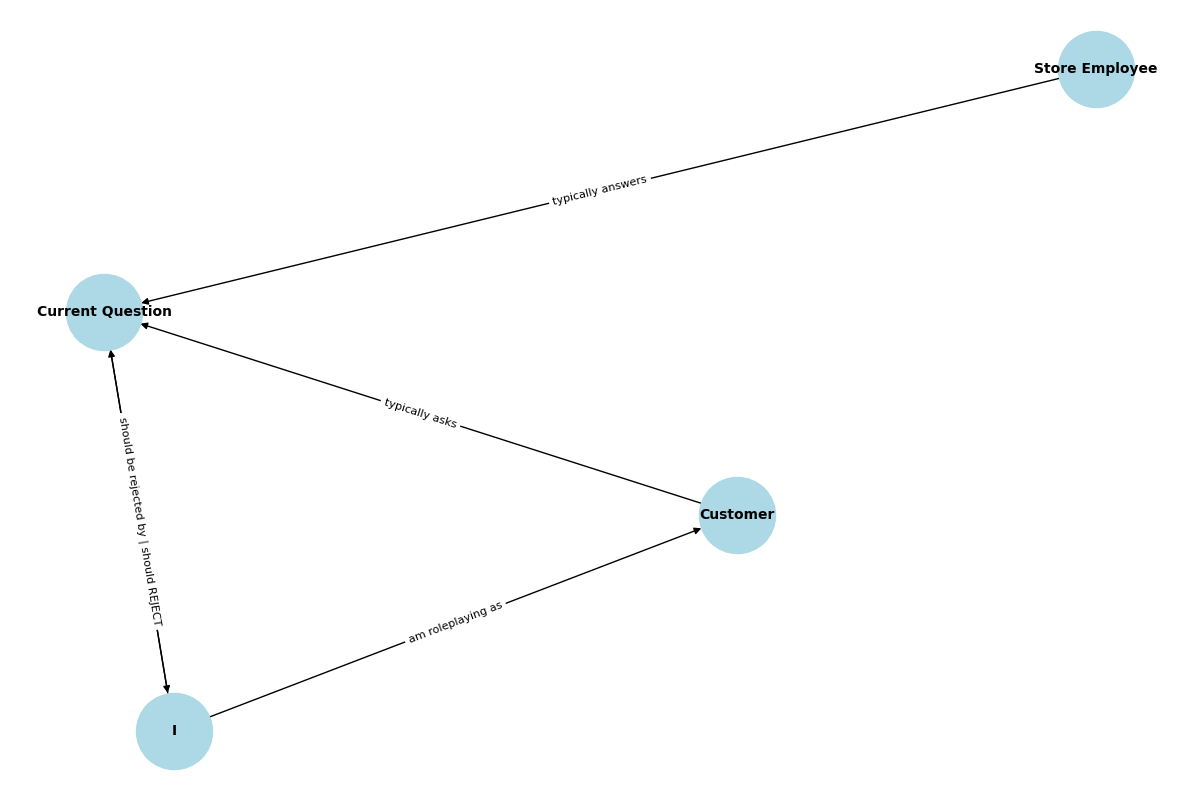 Store Employee
typically answers
Current Question
typically asks
should be rejected by | should REJECT
Customer
am roleplaying as
I